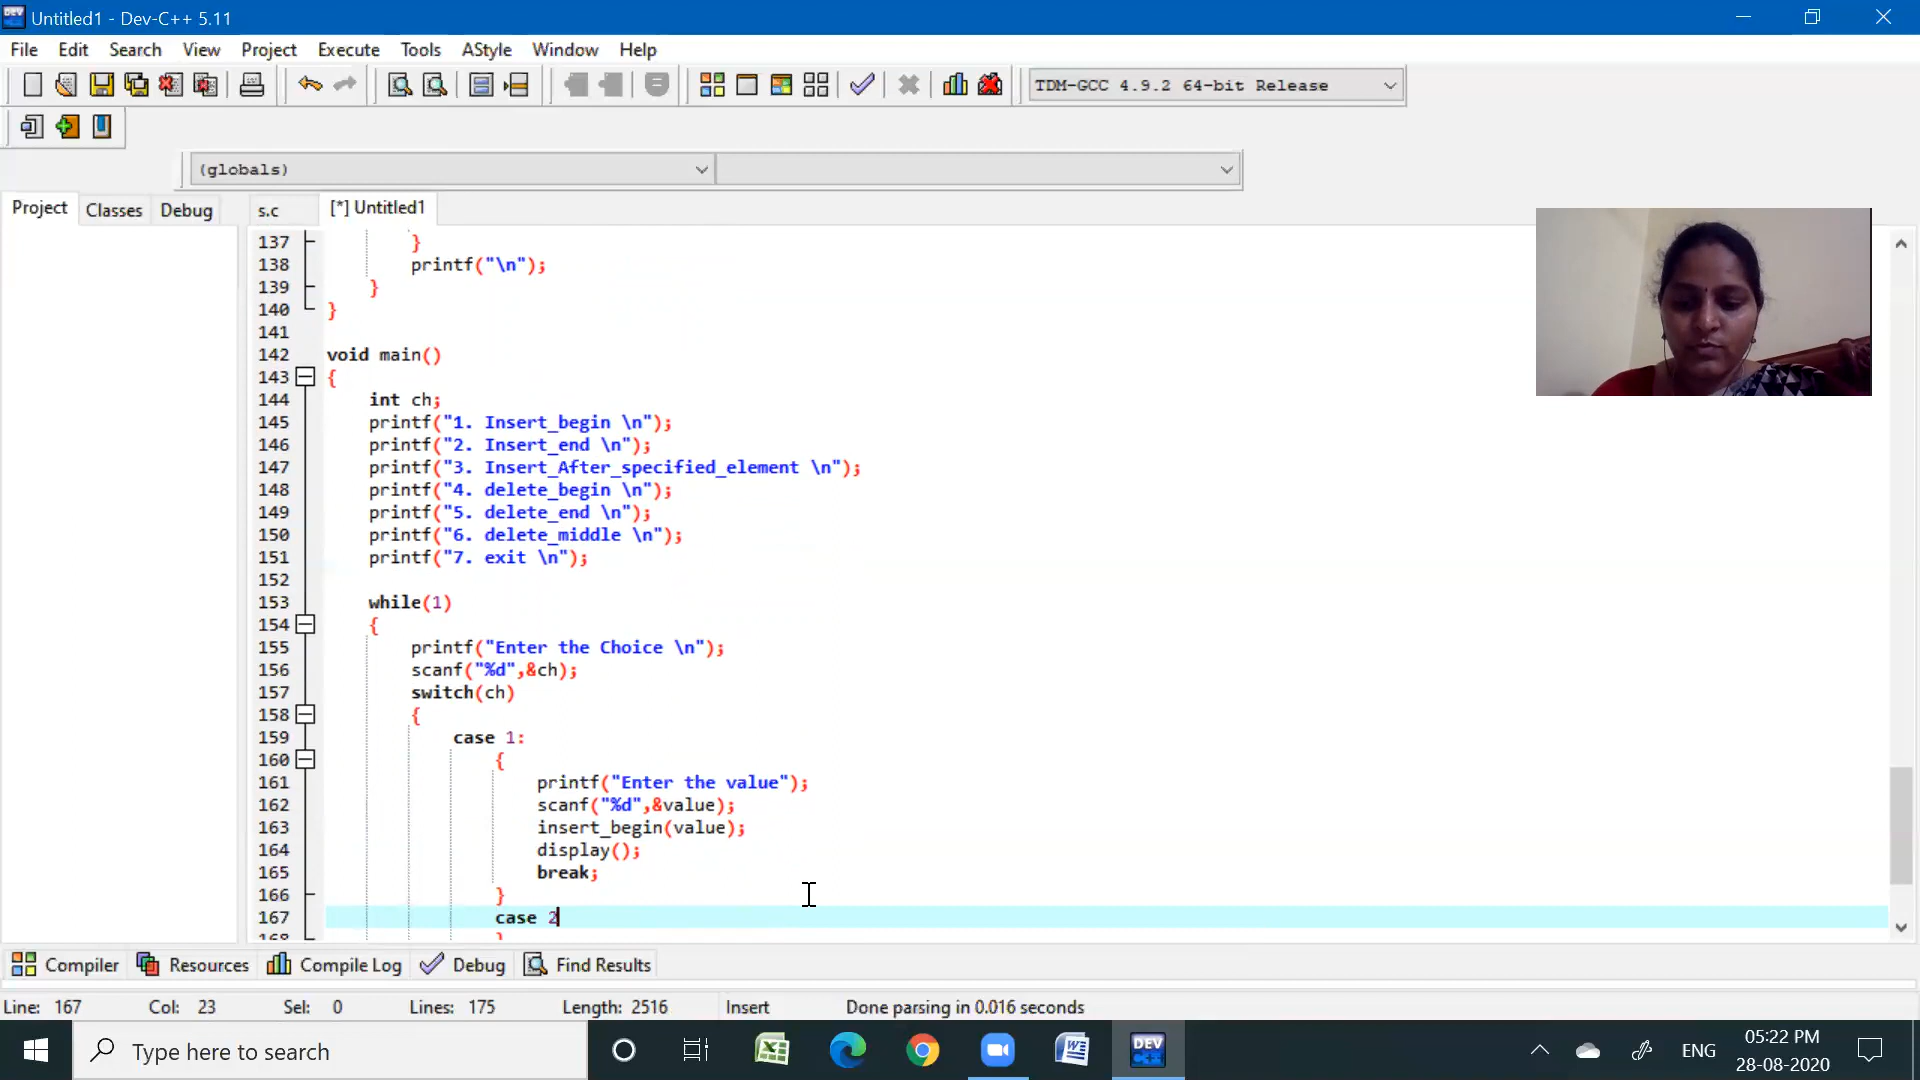 Untitled1 - Dev-C++ 5.11
File Edit Search View Project Execute Tools AStyle Window Help
TDM-GCC 4.9.2 64-bit Release
(globals)
Project Classes Debug s.c [*] Untitled1
137 }
138 printf("\n");
139 }
140 }
141
142 void main()
143 {
144 int ch;
145 printf("1. Insert_begin \n");
146 printf("2. Insert_end \n");
147 printf("3. Insert_After_specified_element \n");
148 printf("4. delete_begin \n");
149 printf("5. delete_end \n");
150 printf("6. delete_middle \n");
151 printf("7. exit \n");
152
153 while(1)
154 {
155 printf("Enter the Choice \n");
156 scanf("%d",&ch);
157 switch(ch)
158 {
159 case 1:
160 {
161 printf("Enter the value");
162 scanf("%d",&value);
163 insert_begin(value);
164 display();
165 break;
166 }
167 case 2
168 }
Compiler Resources Compile Log Debug Find Results
Line: 167 Col: 23 Sel: 0 Lines: 175 Length: 2516 Insert Done parsing in 0.016 seconds
Type here to search
DEV
ENG
05:22 PM
28-08-2020